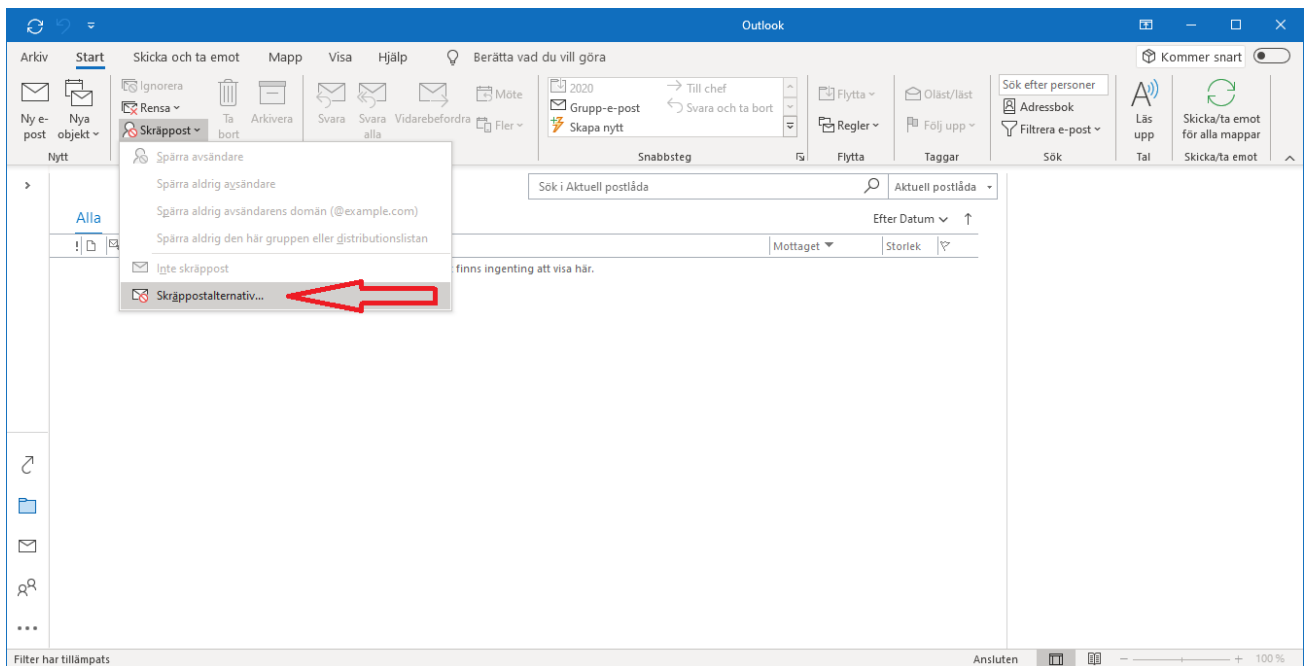 Outlook
Arkiv Start Skicka och ta emot Mapp Visa Hjälp Berätta vad du vill göra Kommer snart
Ny e-post
Nya objekt
Nytt
Ignorera
Rensa
Skräppost
Ta bort
Arkivera
Svara
Svara alla
Vidarebefordra
Möte
Fler
2020
Grupp-e-post
Skapa nytt
Till chef
Svara och ta bort
Snabbsteg
Flytta
Regler
Flytta
Oläst/läst
Följ upp
Taggar
Sök efter personer
Adressbok
Filtrera e-post
Sök
Läs upp
Tal
Skicka/ta emot för alla mappar
Skicka/ta emot
Spärra avsändare
Spärra aldrig avsändare
Spärra aldrig avsändarens domän (@example.com)
Spärra aldrig den här gruppen eller distributionslistan
Inte skräppost
Skräppostalternativ...
Sök i Aktuell postlåda
Aktuell postlåda
Alla
Efter Datum
Mottaget
Storlek
finns ingenting att visa här.
Filter har tillämpats
Ansluten
100 %